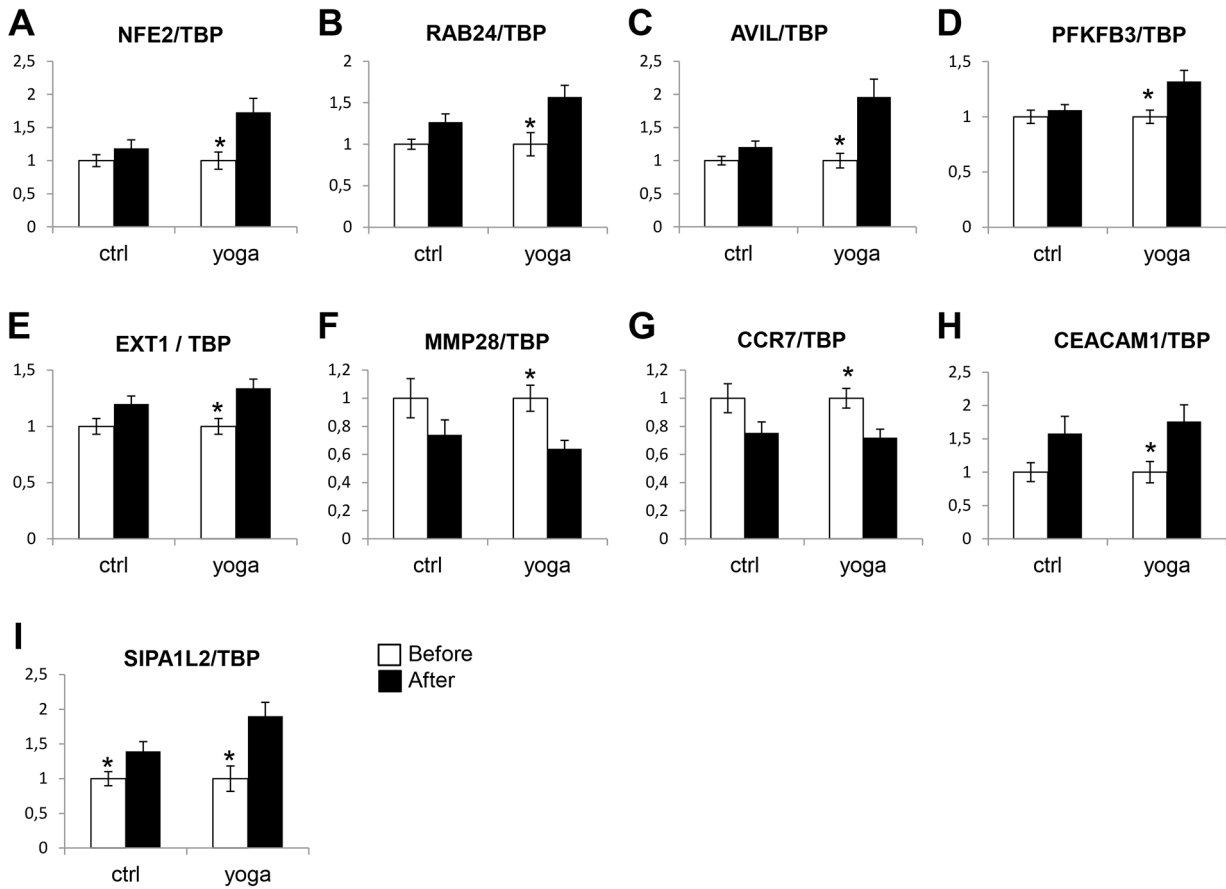 A
NFE2/TBP
2,5
2
1,5
1
0,5
0
*
ctrl
yoga
B
RAB24/TBP
2
1,5
1
0,5
0
*
ctrl
yoga
C
AVIL/TBP
2,5
2
1,5
1
0,5
0
*
ctrl
yoga
D
PFKFB3/TBP
1,5
1
0,5
0
*
ctrl
yoga
E
EXT1 / TBP
1,5
1
0,5
0
*
ctrl
yoga
F
MMP28/TBP
1,2
1
0,8
0,6
0,4
0,2
0
*
ctrl
yoga
G
CCR7/TBP
1,2
1
0,8
0,6
0,4
0,2
0
*
ctrl
yoga
H
CEACAM1/TBP
2,5
2
1,5
1
0,5
0
*
ctrl
yoga
I
SIPA1L2/TBP
2,5
2
1,5
1
0,5
0
*
*
ctrl
yoga
Before
After